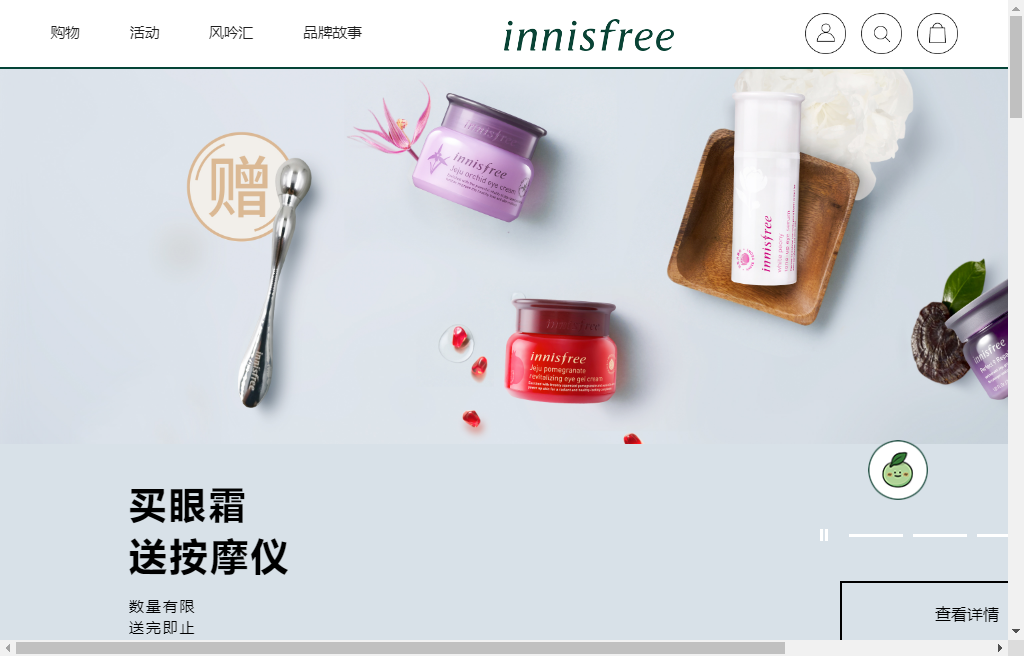 购物 活动 风吟汇 品牌故事 innisfree
赠
innisfree
Jeju orchid eye cream
innisfree
white peony
innisfree
Jeju pomegranate
revitalizing eye gel cream
innisfree
innisfree
买眼霜
送按摩仪
数量有限
送完即止
查看详情